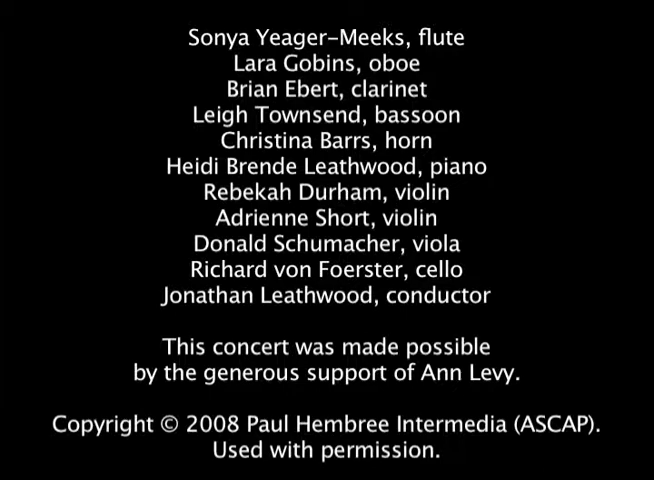 Sonya Yeager-Meeks, flute
Lara Gobins, oboe
Brian Ebert, clarinet
Leigh Townsend, bassoon
Christina Barrs, horn
Heidi Brende Leathwood, piano
Rebekah Durham, violin
Adrienne Short, violin
Donald Schumacher, viola
Richard von Foerster, cello
Jonathan Leathwood, conductor
This concert was made possible
by the generous support of Ann Levy.
Copyright © 2008 Paul Hembree Intermedia (ASCAP).
Used with permission.